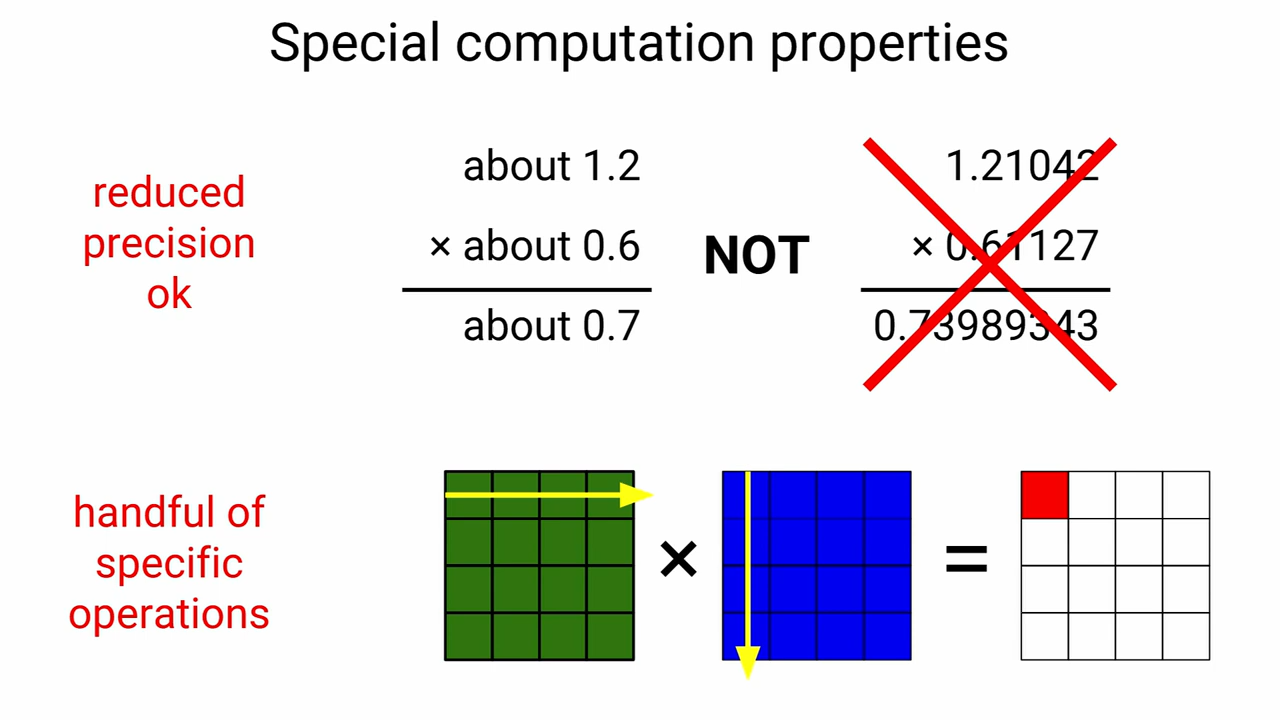 Special computation properties
reduced
precision
ok
about 1.2
× about 0.6
about 0.7
NOT
1.21042
× 0.61127
0.73989343
handful of
specific
operations
×
=